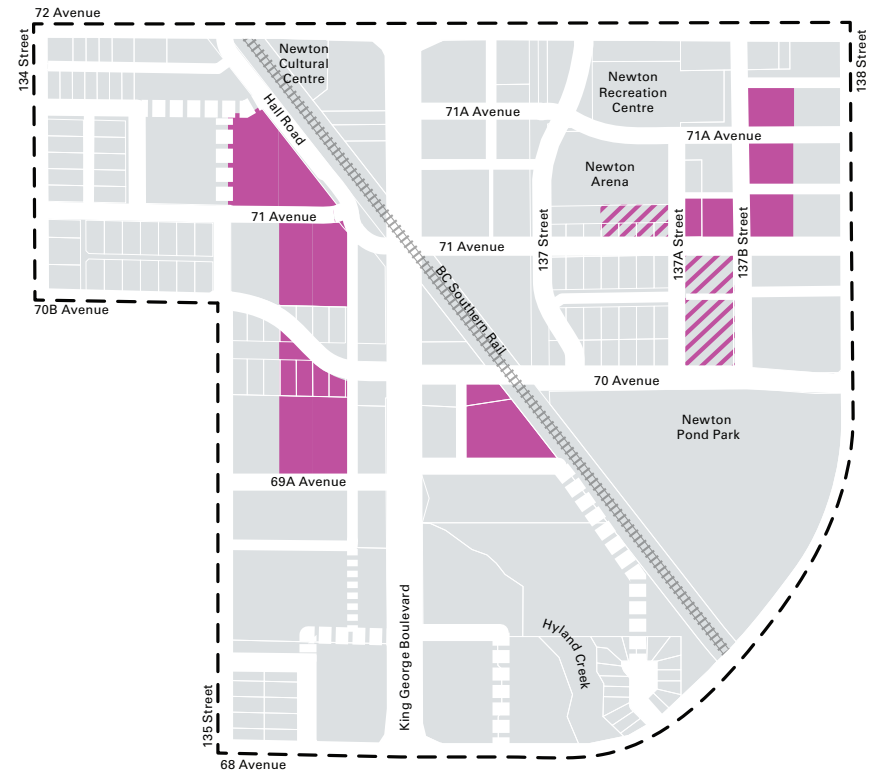 72 Avenue
134 Street
138 Street
Newton
Cultural
Centre
Hall Road
Newton
Recreation
Centre
71A Avenue
71A Avenue
Newton
Arena
71 Avenue
71 Avenue
137 Street
137A Street
137B Street
BC Southern Rail
70B Avenue
70 Avenue
Newton
Pond Park
69A Avenue
King George Boulevard
Hyland Creek
135 Street
68 Avenue